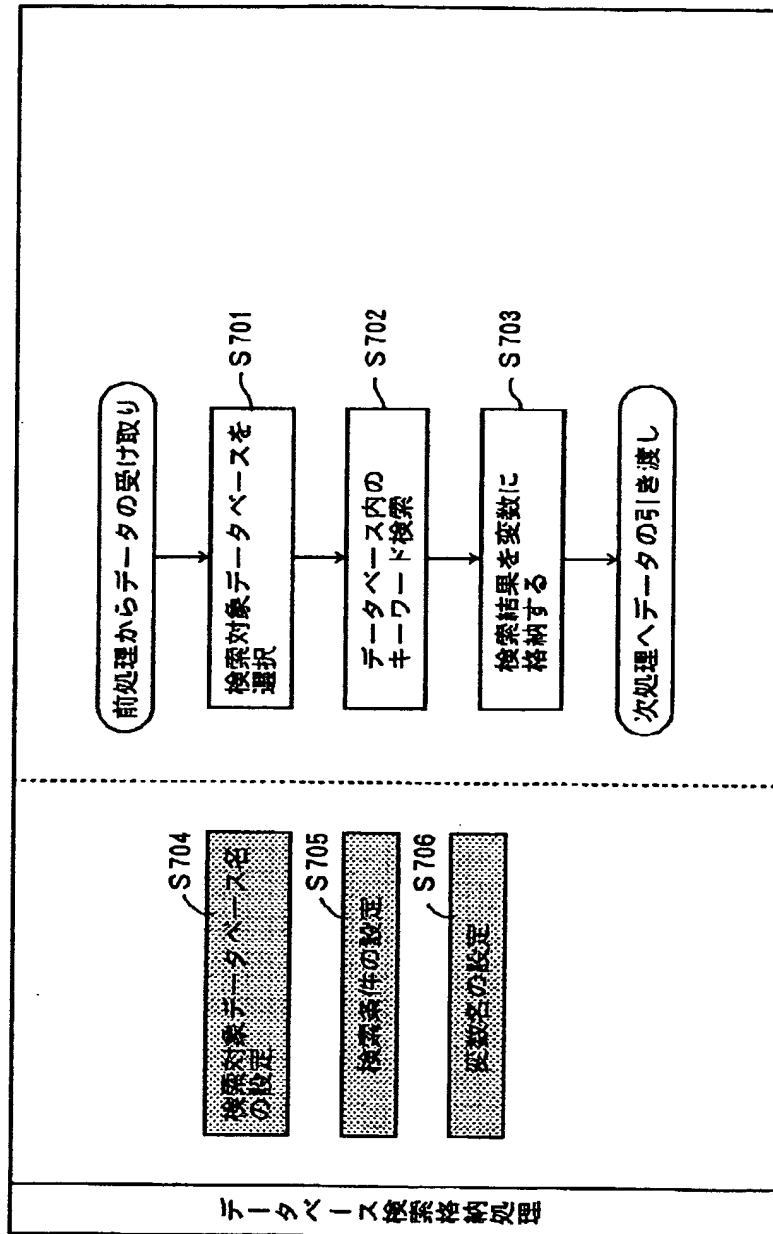 データベース検索格納処理
検索対象データベース名
の設定
S704
検索条件の設定
S705
変数名の設定
S706
前処理からデータの受け取り
検索対象データベースを
選択
S701
データベース内の
キーワード検索
S702
検索結果を変数に
格納する
S703
次処理へデータの引き渡し